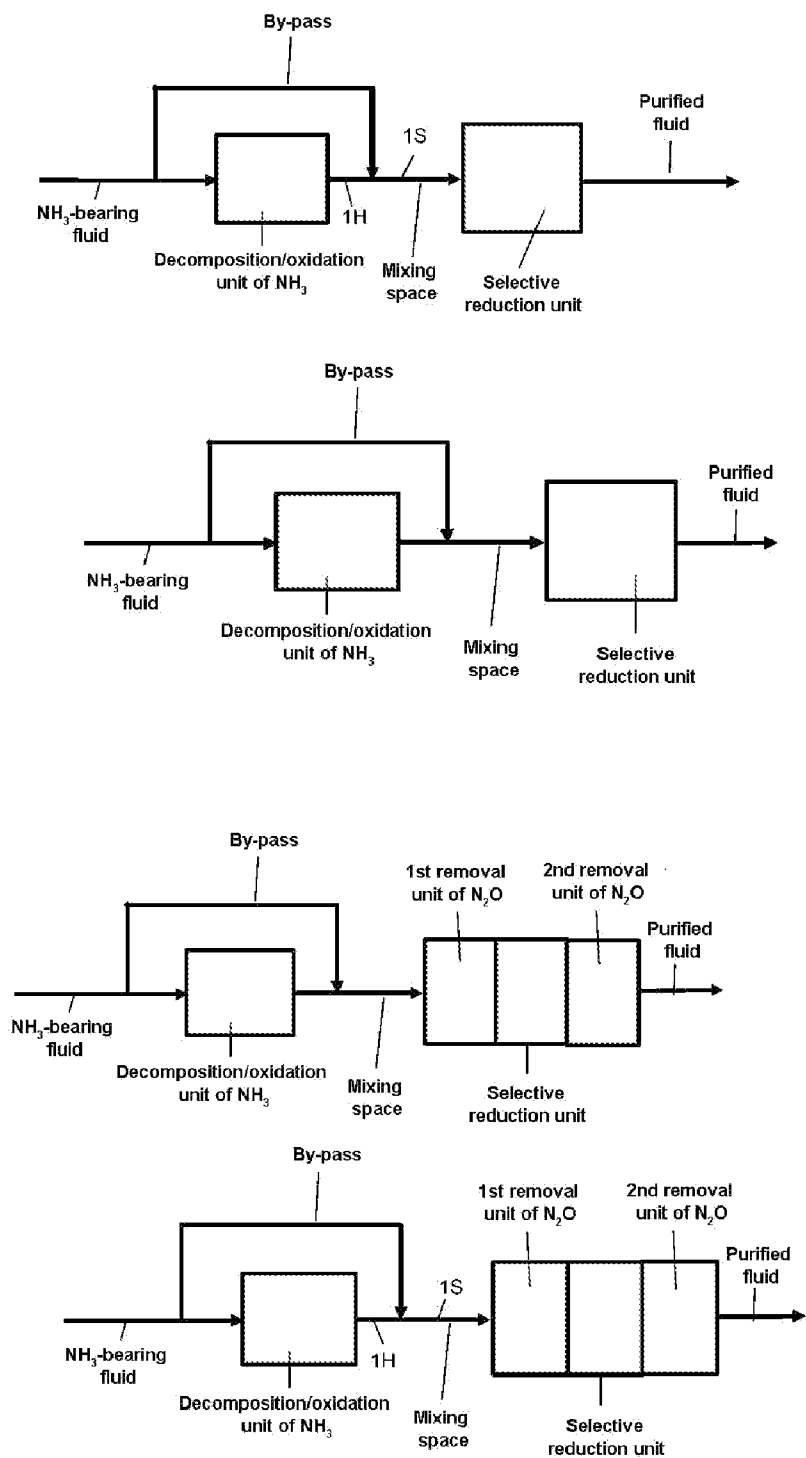 By-pass
Purified
fluid
1S
NH₃-bearing
fluid
1H
Decomposition/oxidation
unit of NH₃
Mixing
space
Selective
reduction unit
By-pass
Purified
fluid
NH₃-bearing
fluid
Decomposition/oxidation
unit of NH₃
Mixing
space
Selective
reduction unit
By-pass
1st removal
unit of N₂O
2nd removal
unit of N₂O
Purified
fluid
NH₃-bearing
fluid
Decomposition/oxidation
unit of NH₃
Mixing
space
Selective
reduction unit
By-pass
1st removal
unit of N₂O
2nd removal
unit of N₂O
Purified
fluid
1S
NH₃-bearing
fluid
1H
Decomposition/oxidation
unit of NH₃
Mixing
space
Selective
reduction unit